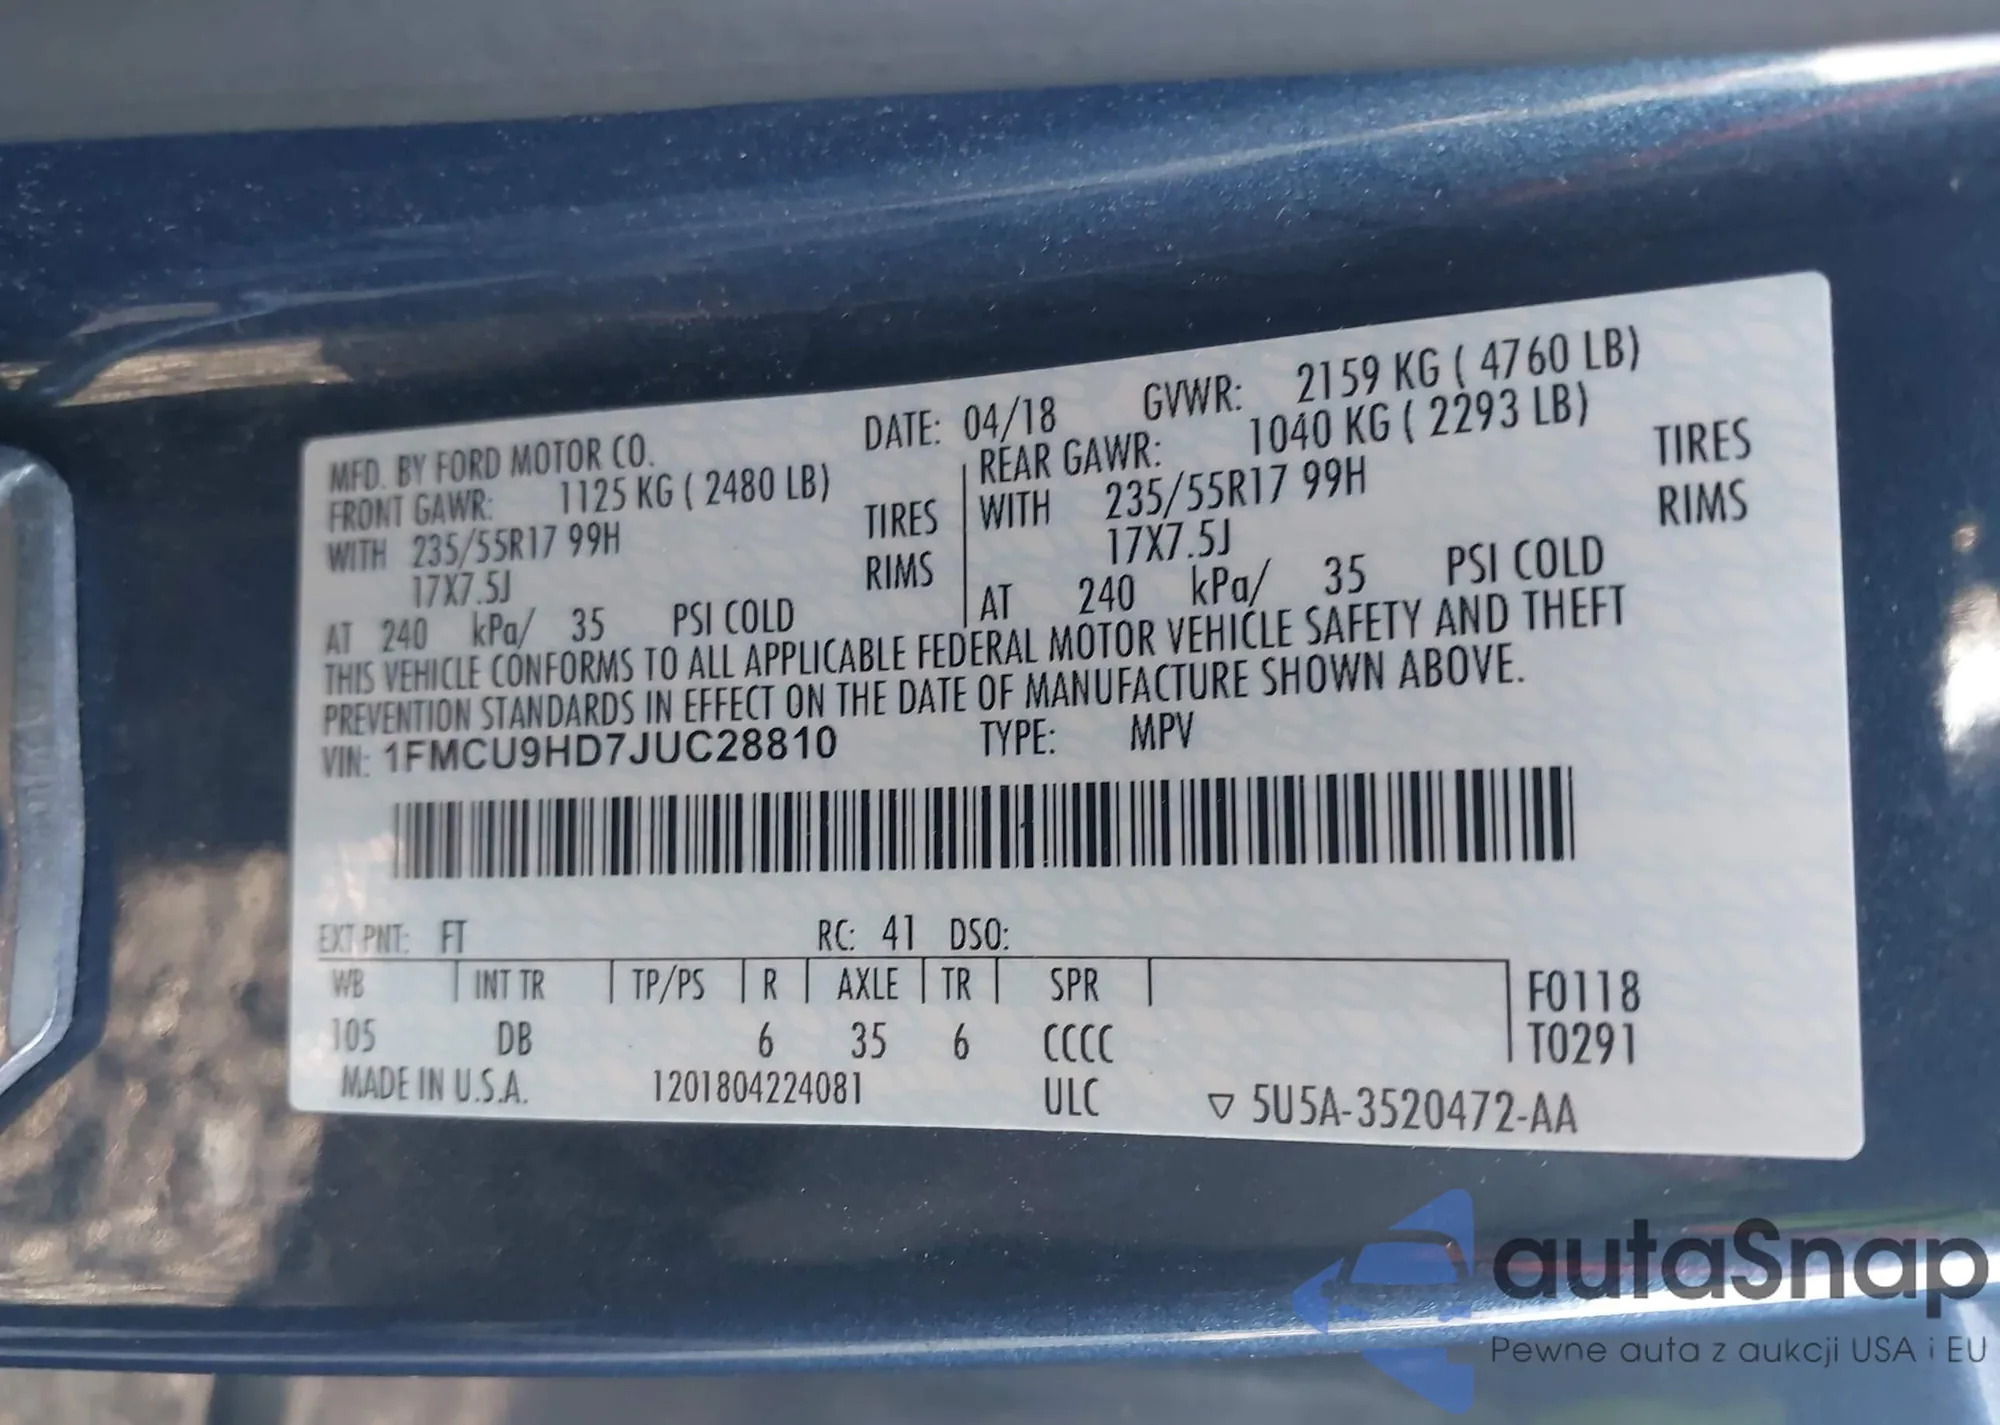 MFD. BY FORD MOTOR CO. DATE: 04/18 GVWR: 2159 KG ( 4760 LB)
FRONT GAWR: 1125 KG ( 2480 LB) REAR GAWR: 1040 KG ( 2293 LB)
WITH 235/55R17 99H TIRES WITH 235/55R17 99H TIRES
17X7.5J RIMS 17X7.5J RIMS
AT 240 kPa/ 35 PSI COLD AT 240 kPa/ 35 PSI COLD
THIS VEHICLE CONFORMS TO ALL APPLICABLE FEDERAL MOTOR VEHICLE SAFETY AND THEFT
PREVENTION STANDARDS IN EFFECT ON THE DATE OF MANUFACTURE SHOWN ABOVE.
VIN: 1FMCU9HD7JUC28810 TYPE: MPV
EXT PNT: FT RC: 41 DSO:
WB INT TR TP/PS R AXLE TR SPR F0118
105 DB 6 35 6 CCCC T0291
MADE IN U.S.A. 1201804224081 ULC ▽ 5U5A-3520472-AA
autaSnap
Pewne auta z aukcji USA i EU